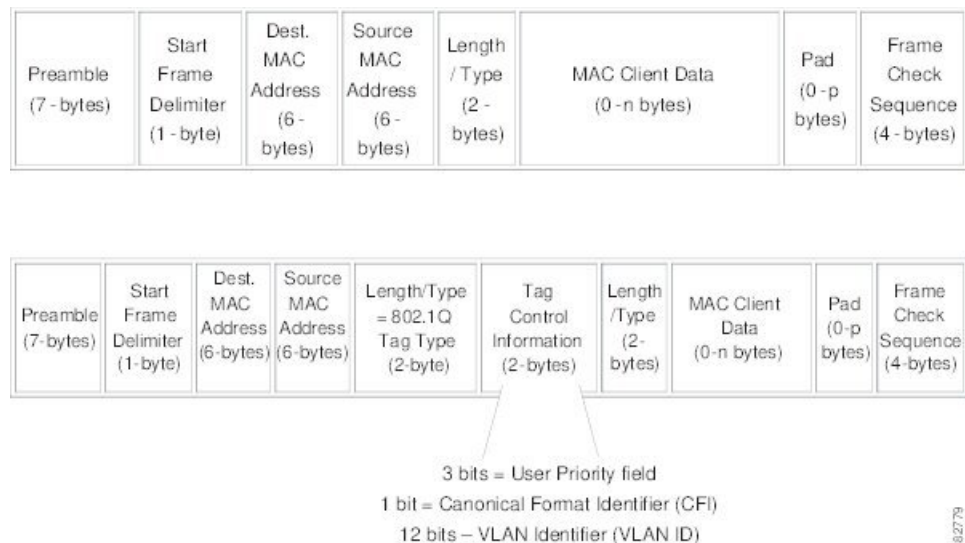 Preamble
(7 - bytes)
Start
Frame
Delimiter
(1 - byte)
Dest.
MAC
Address
(6 -
bytes)
Source
MAC
Address
(6 -
bytes)
Length
/ Type
(2 -
bytes)
MAC Client Data
(0 -n bytes)
Pad
(0 -p
bytes)
Frame
Check
Sequence
(4 - bytes)
Preamble
(7-bytes)
Start
Frame
Delimiter
(1-byte)
Dest.
MAC
Address
(6-bytes)
Source
MAC
Address
(6-bytes)
Length/Type
= 802.1Q
Tag Type
(2-byte)
Tag
Control
Information
(2-bytes)
Length
/Type
(2-
bytes)
MAC Client
Data
(0-n bytes)
Pad
(0-p
bytes)
Frame
Check
Sequence
(4-bytes)
3 bits = User Priority field
1 bit = Canonical Format Identifier (CFI)
12 bits – VLAN Identifier (VLAN ID)
82779